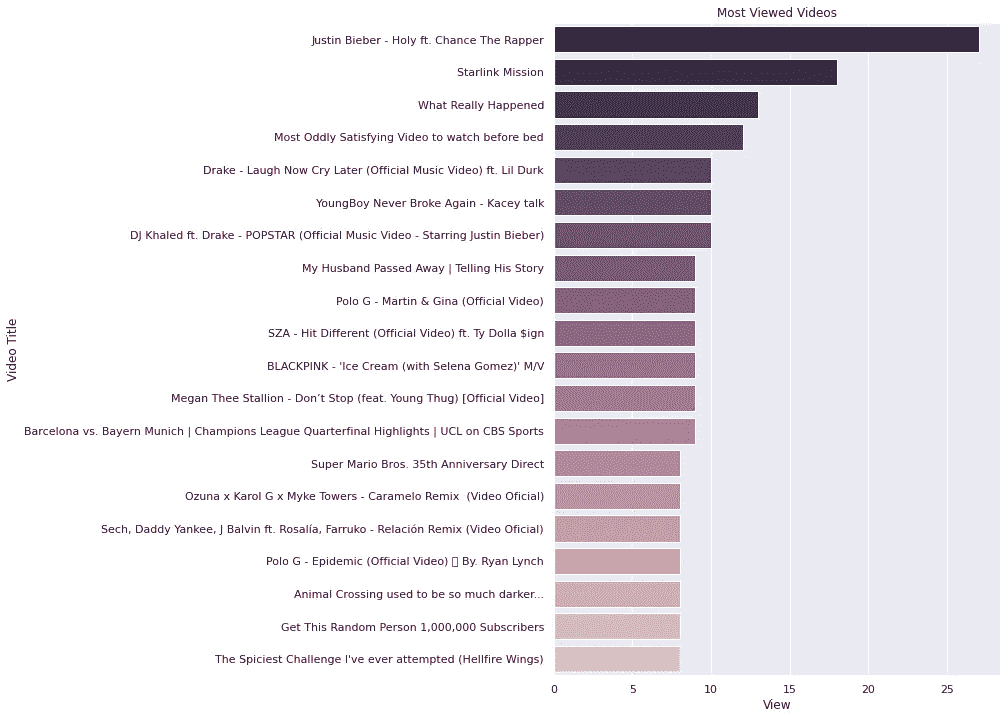 Most Viewed Videos
Video Title
Justin Bieber - Holy ft. Chance The Rapper
Starlink Mission
What Really Happened
Most Oddly Satisfying Video to watch before bed
Drake - Laugh Now Cry Later (Official Music Video) ft. Lil Durk
YoungBoy Never Broke Again - Kacey talk
DJ Khaled ft. Drake - POPSTAR (Official Music Video - Starring Justin Bieber)
My Husband Passed Away | Telling His Story
Polo G - Martin & Gina (Official Video)
SZA - Hit Different (Official Video) ft. Ty Dolla $ign
BLACKPINK - 'Ice Cream (with Selena Gomez)' M/V
Megan Thee Stallion - Don’t Stop (feat. Young Thug) [Official Video]
Barcelona vs. Bayern Munich | Champions League Quarterfinal Highlights | UCL on CBS Sports
Super Mario Bros. 35th Anniversary Direct
Ozuna x Karol G x Myke Towers - Caramelo Remix  (Video Oficial)
Sech, Daddy Yankee, J Balvin ft. Rosalía, Farruko - Relación Remix (Video Oficial)
Polo G - Epidemic (Official Video) ▯ By. Ryan Lynch
Animal Crossing used to be so much darker...
Get This Random Person 1,000,000 Subscribers
The Spiciest Challenge I've ever attempted (Hellfire Wings)
0 5 10 15 20 25
View